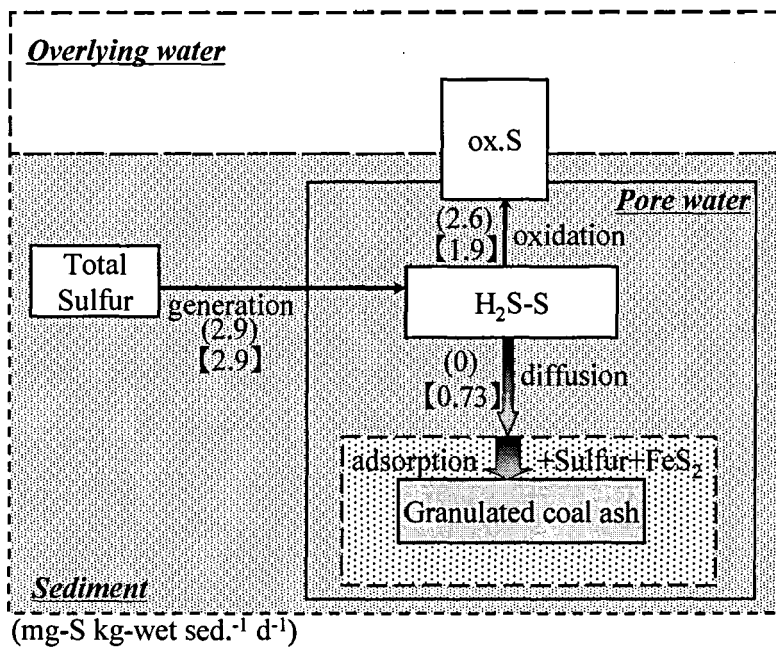 Overlying water
ox.S
Pore water
(2.6)
【1.9】
oxidation
Total
Sulfur
generation
(2.9)
【2.9】
H₂S-S
(0)
【0.73】
diffusion
adsorption
+Sulfur+FeS₂
Granulated coal ash
Sediment
(mg-S kg-wet sed.⁻¹ d⁻¹)